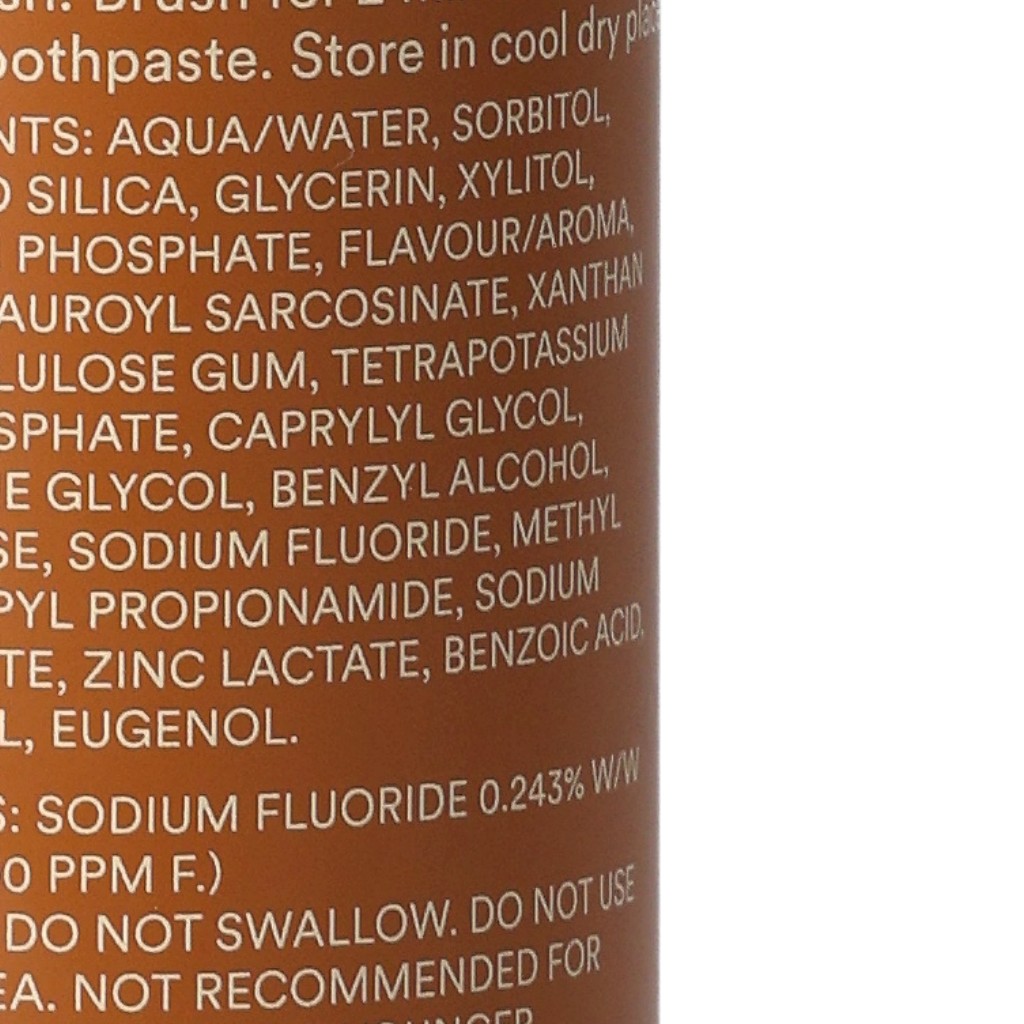 Store in cool dry place
AQUA/WATER, SORBITOL,
SILICA, GLYCERIN, XYLITOL,
PHOSPHATE, FLAVOUR/AROMA,
AUROYL SARCOSINATE, XANTHAN
LULOSE GUM, TETRAPOTASSIUM
SPHATE, CAPRYLYL GLYCOL,
E GLYCOL, BENZYL ALCOHOL,
SE, SODIUM FLUORIDE, METHYL
PYL PROPIONAMIDE, SODIUM
TE, ZINC LACTATE, BENZOIC ACID,
L, EUGENOL.
S: SODIUM FLUORIDE 0.243% W/W
0 PPM F.)
DO NOT SWALLOW. DO NOT USE
EA. NOT RECOMMENDED FOR